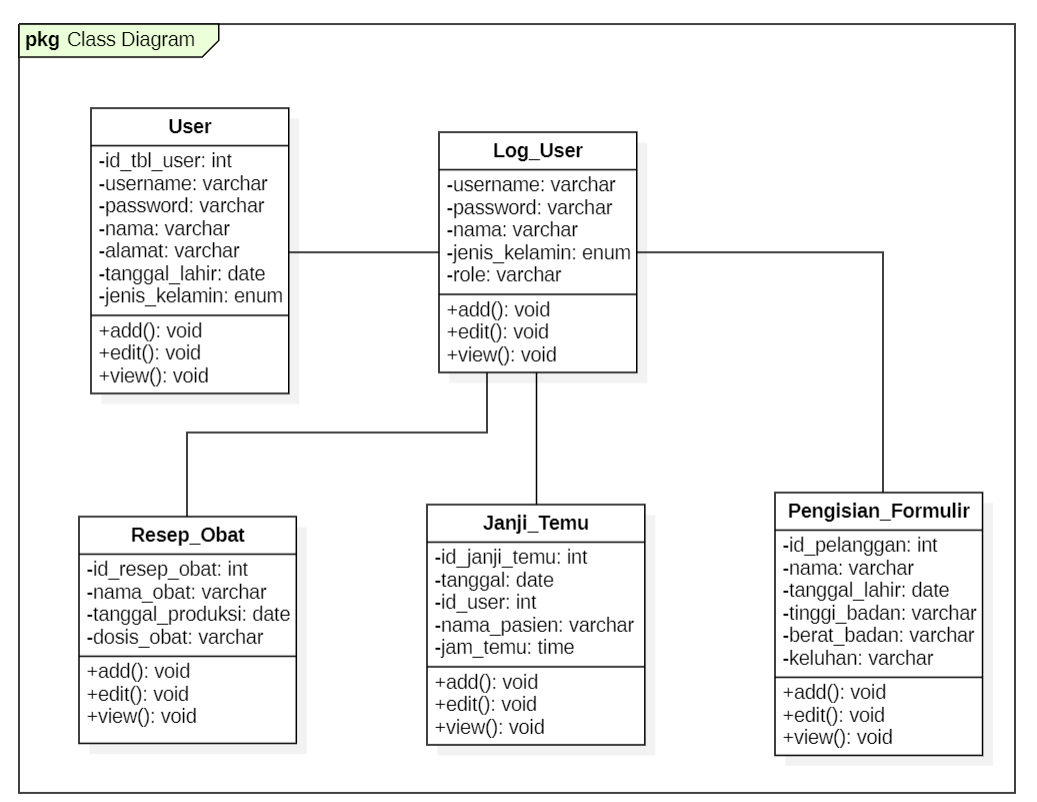 pkg Class Diagram
User
-id_tbl_user: int
-username: varchar
-password: varchar
-nama: varchar
-alamat: varchar
-tanggal_lahir: date
-jenis_kelamin: enum
+add(): void
+edit(): void
+view(): void
Log_User
-username: varchar
-password: varchar
-nama: varchar
-jenis_kelamin: enum
-role: varchar
+add(): void
+edit(): void
+view(): void
Resep_Obat
-id_resep_obat: int
-nama_obat: varchar
-tanggal_produksi: date
-dosis_obat: varchar
+add(): void
+edit(): void
+view(): void
Janji_Temu
-id_janji_temu: int
-tanggal: date
-id_user: int
-nama_pasien: varchar
-jam_temu: time
+add(): void
+edit(): void
+view(): void
Pengisian_Formulir
-id_pelanggan: int
-nama: varchar
-tanggal_lahir: date
-tinggi_badan: varchar
-berat_badan: varchar
-keluhan: varchar
+add(): void
+edit(): void
+view(): void